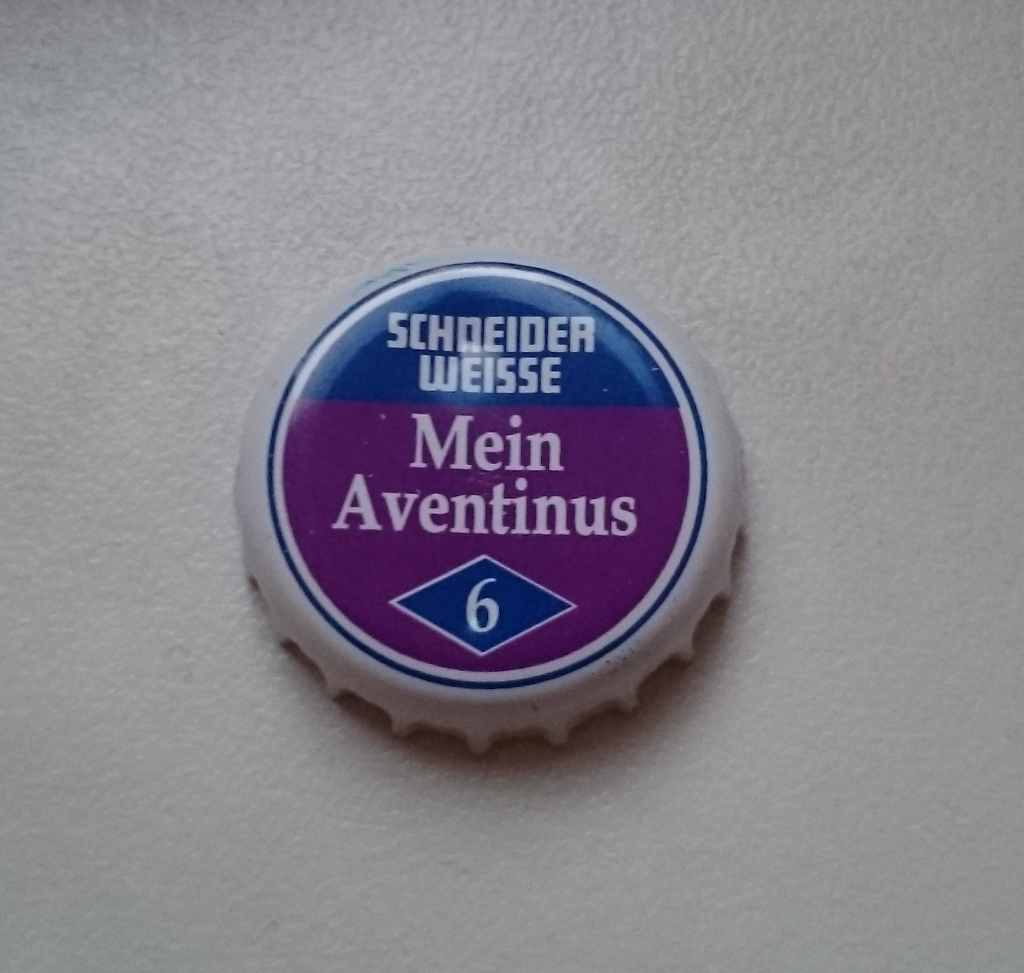 SCHNEIDER
WEISSE
Mein
Aventinus
6